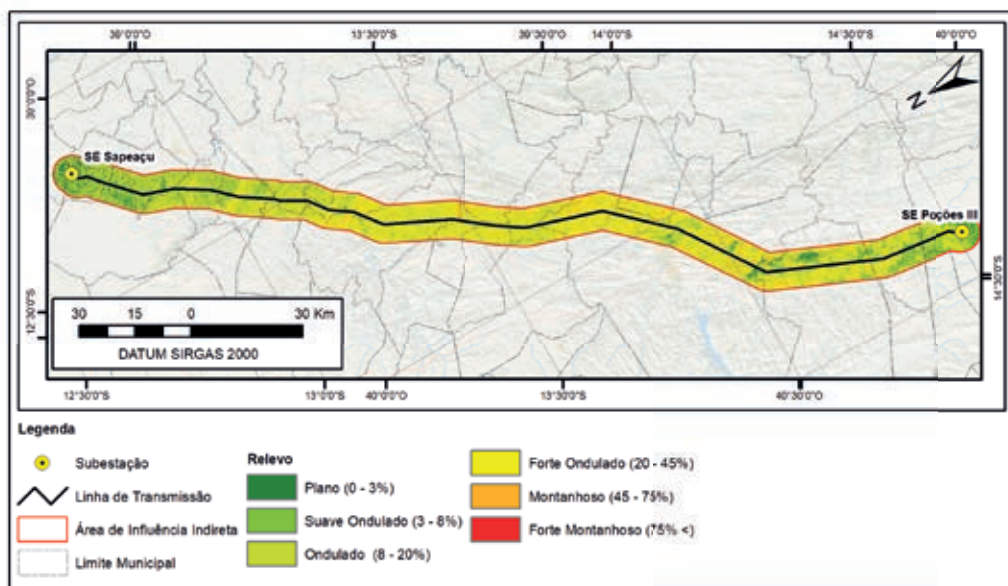 39°0'0"O
13°30'0"S
39°30'0"O
14°0'0"S
14°30'0"S
40°0'0"O
39°0'0"O
N
SE Sapeaçu
SE Poções III
14°30'0"S
12°30'0"S
30 15 0 30 Km
DATUM SIRGAS 2000
12°30'0"S
13°0'0"S
40°0'0"O
13°30'0"S
40°30'0"O
Legenda
Subestação
Linha de Transmissão
Área de Influência Indireta
Limite Municipal
Relevo
Plano (0 - 3%)
Suave Ondulado (3 - 8%)
Ondulado (8 - 20%)
Forte Ondulado (20 - 45%)
Montanhoso (45 - 75%)
Forte Montanhoso (75% <)